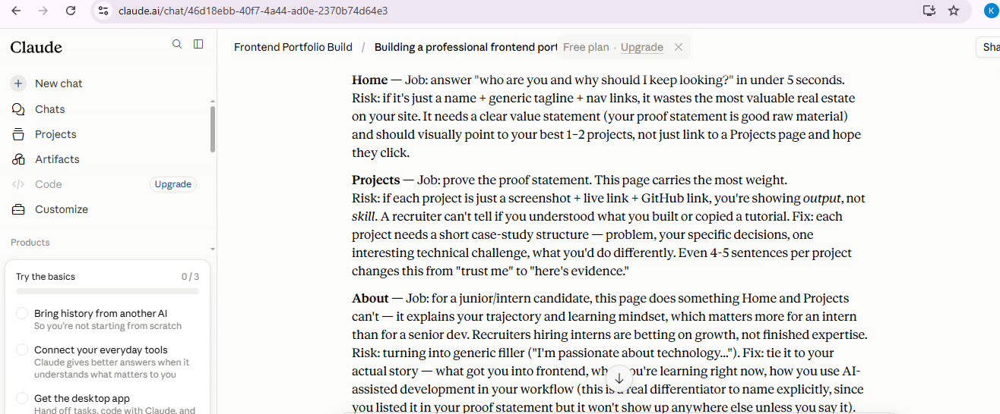 claude.ai/chat/46d18ebb-40f7-4a44-ad0e-2370b74d64e3
K
Claude
New chat
Chats
Projects
Artifacts
Code
Upgrade
Customize
Products
Try the basics
0 / 3
Bring history from another AI
So you're not starting from scratch
Connect your everyday tools
Claude gives better answers when it
understands what matters to you
Get the desktop app
Hand off tasks, code with Claude, and
Frontend Portfolio Build / Building a professional frontend port
Free plan · Upgrade
Sha
Home — Job: answer "who are you and why should I keep looking?" in under 5 seconds.
Risk: if it's just a name + generic tagline + nav links, it wastes the most valuable real estate
on your site. It needs a clear value statement (your proof statement is good raw material)
and should visually point to your best 1–2 projects, not just link to a Projects page and hope
they click.
Projects — Job: prove the proof statement. This page carries the most weight.
Risk: if each project is just a screenshot + live link + GitHub link, you're showing output, not
skill. A recruiter can't tell if you understood what you built or copied a tutorial. Fix: each
project needs a short case-study structure — problem, your specific decisions, one
interesting technical challenge, what you'd do differently. Even 4-5 sentences per project
changes this from "trust me" to "here's evidence."
About — Job: for a junior/intern candidate, this page does something Home and Projects
can't — it explains your trajectory and learning mindset, which matters more for an intern
than for a senior dev. Recruiters hiring interns are betting on growth, not finished expertise.
Risk: turning into generic filler ("I'm passionate about technology..."). Fix: tie it to your
actual story — what got you into frontend, you're learning right now, how you use AI-
assisted development in your workflow (this is a real differentiator to name explicitly, since
you listed it in your proof statement but it won't show up anywhere else unless you say it).